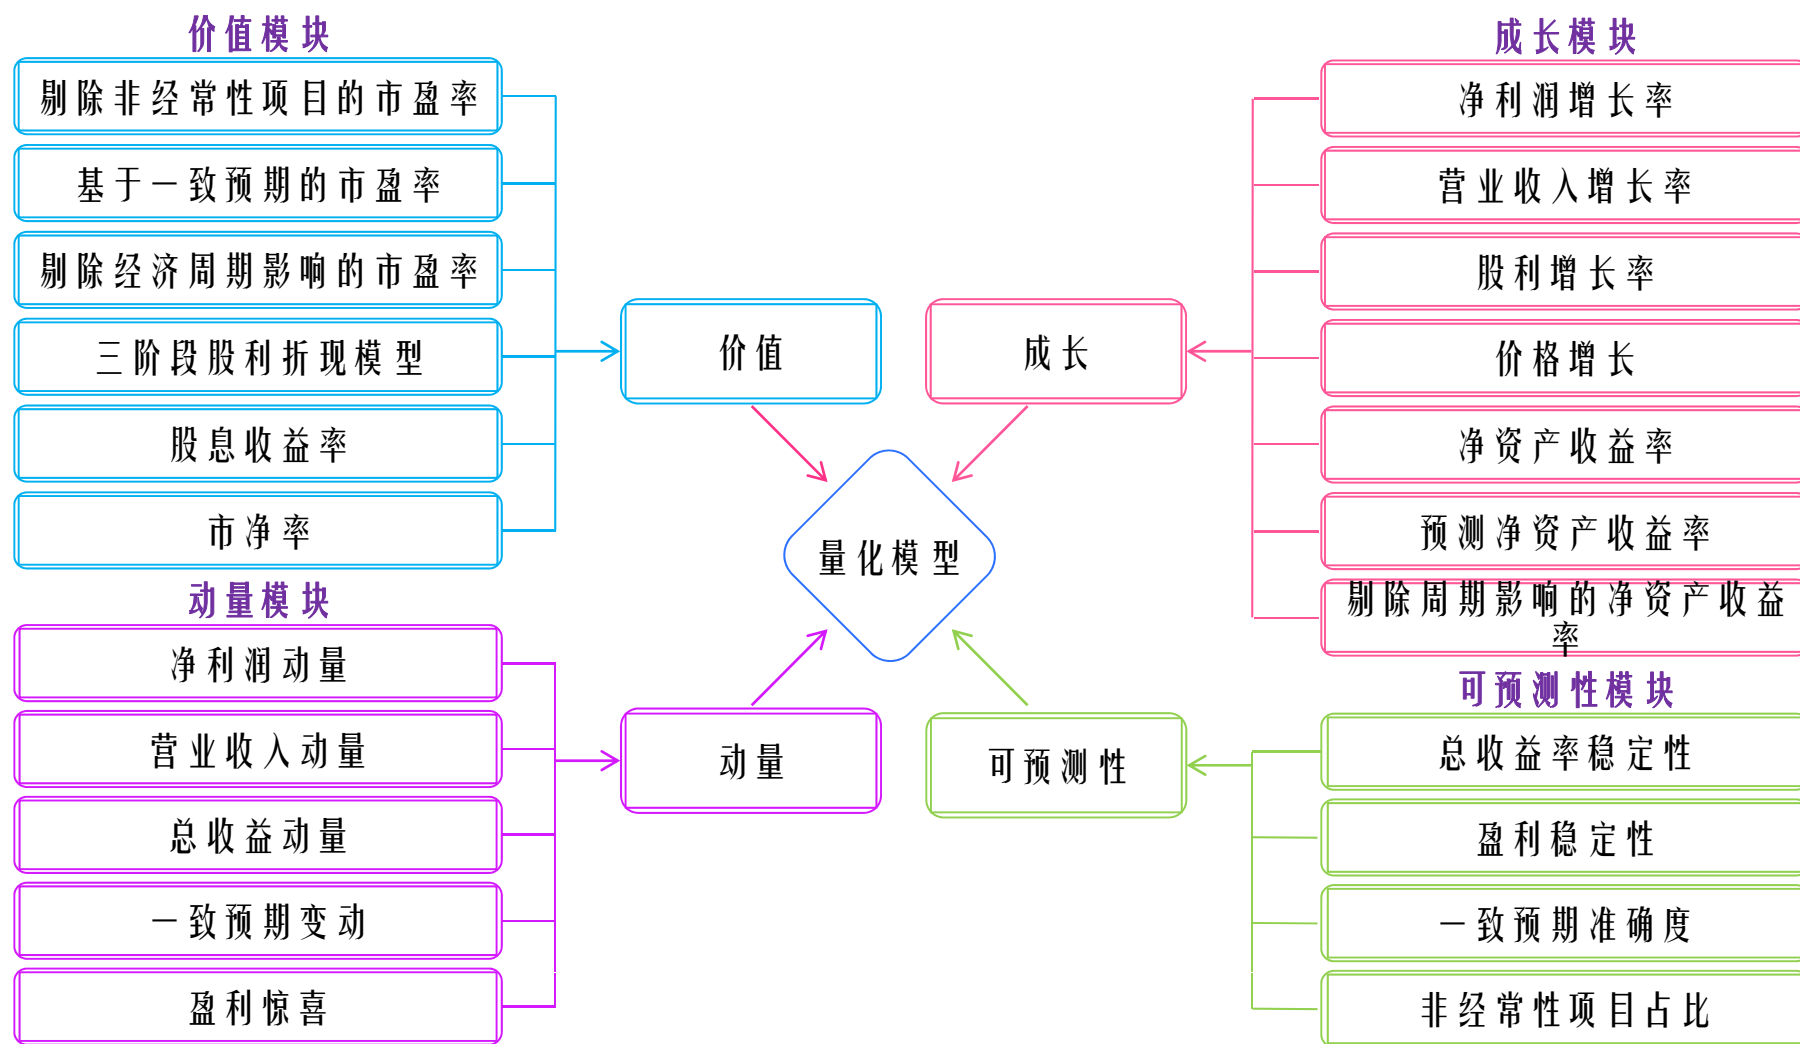 价值模块
剔除非经常性项目的市盈率
基于一致预期的市盈率
剔除经济周期影响的市盈率
三阶段股利折现模型
股息收益率
市净率
动量模块
净利润动量
营业收入动量
总收益动量
一致预期变动
盈利惊喜
价值
成长
量化模型
动量
可预测性
成长模块
净利润增长率
营业收入增长率
股利增长率
价格增长
净资产收益率
预测净资产收益率
剔除周期影响的净资产收益
率
可预测性模块
总收益率稳定性
盈利稳定性
一致预期准确度
非经常性项目占比